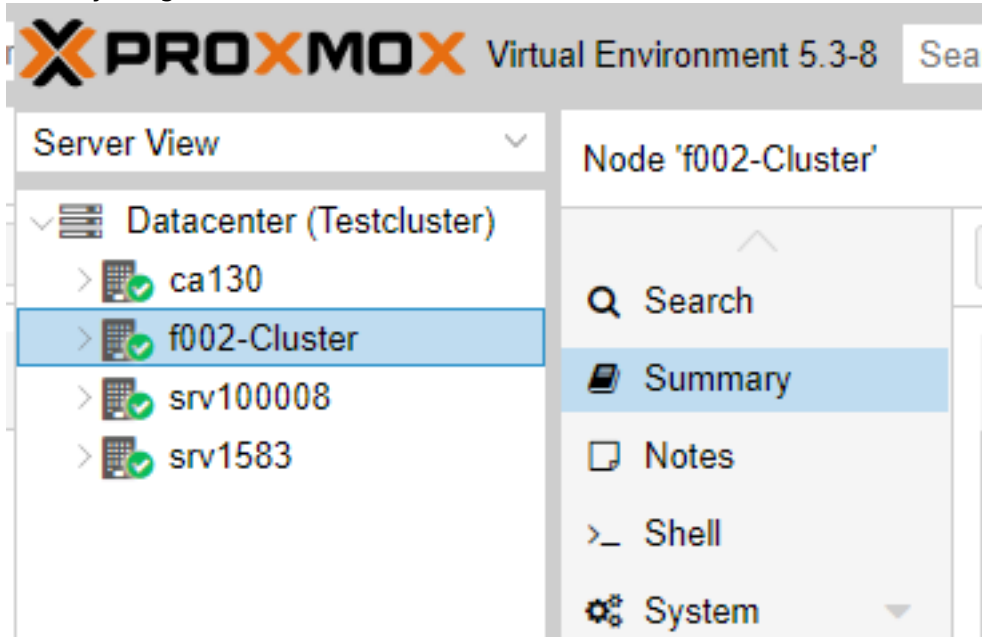 PROXMOX Virtual Environment 5.3-8 Sea
Server View
Node 'f002-Cluster'
Datacenter (Testcluster)
ca130
f002-Cluster
srv100008
srv1583
Search
Summary
Notes
>_ Shell
System